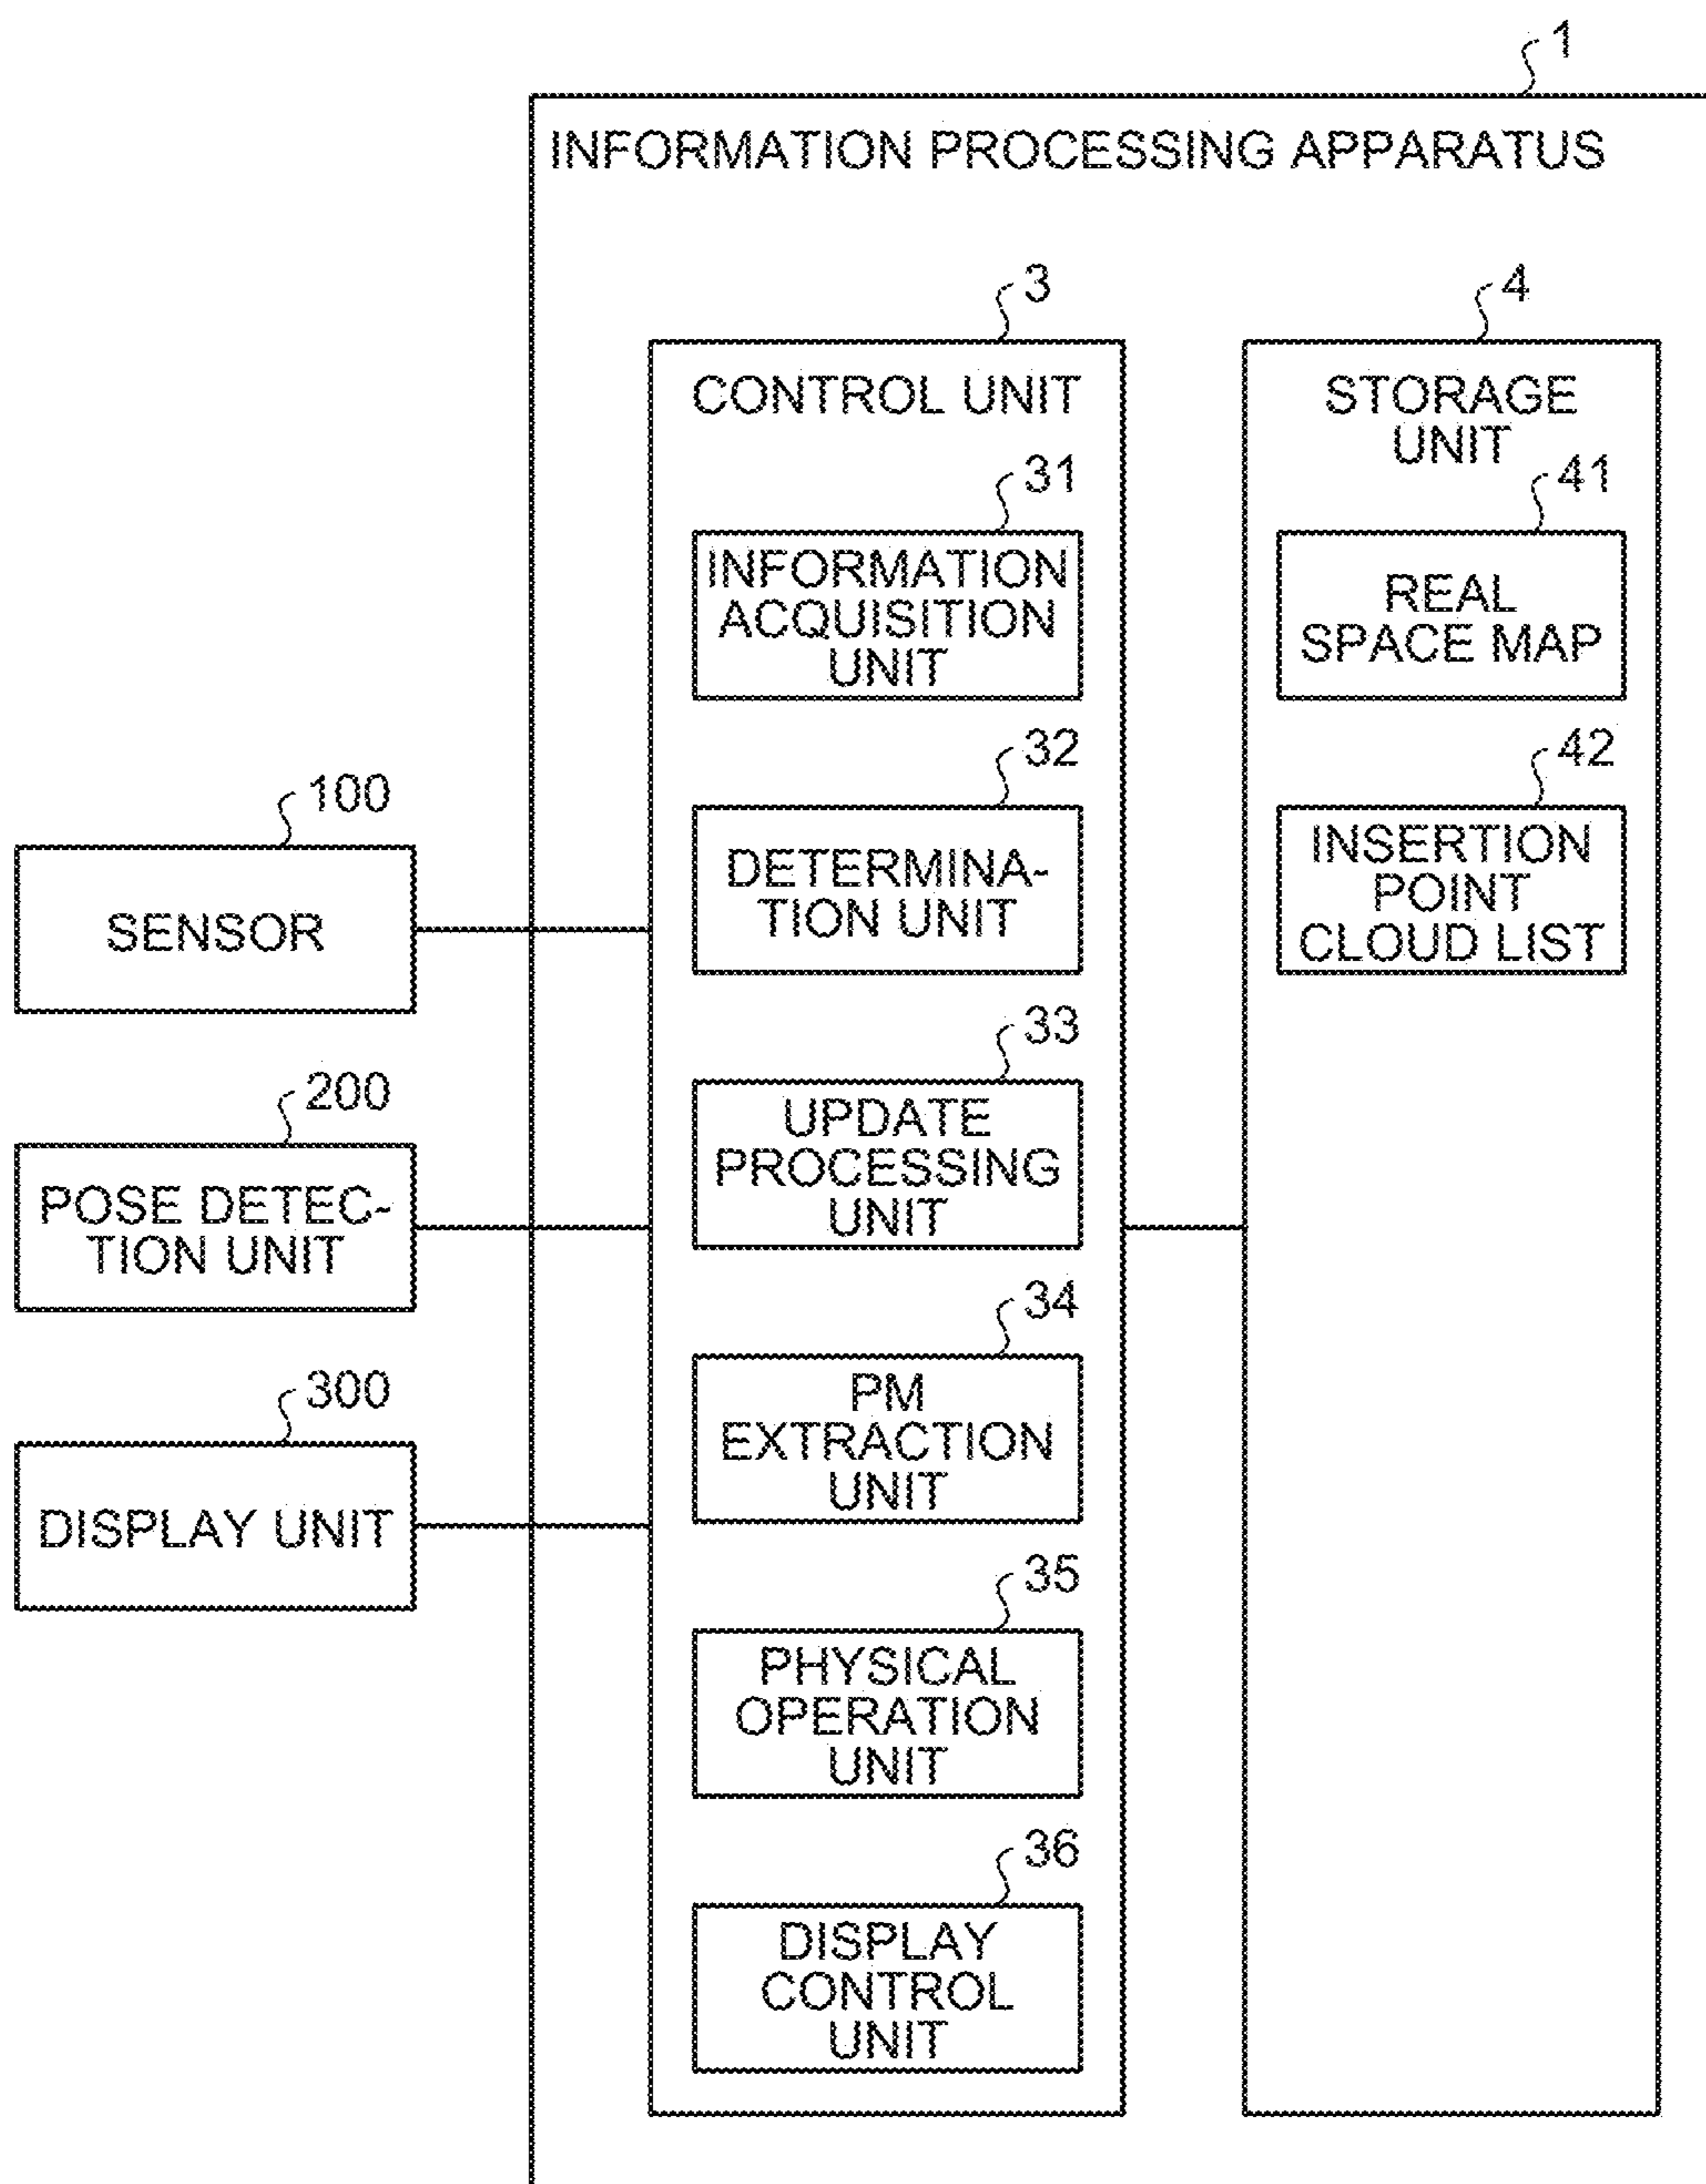 1
INFORMATION PROCESSING APPARATUS
3
CONTROL UNIT
31
INFORMATION
ACQUISITION
UNIT
32
DETERMINA-
TION UNIT
33
UPDATE
PROCESSING
UNIT
34
PM
EXTRACTION
UNIT
35
PHYSICAL
OPERATION
UNIT
36
DISPLAY
CONTROL
UNIT
4
STORAGE
UNIT
41
REAL
SPACE MAP
42
INSERTION
POINT
CLOUD LIST
100
SENSOR
200
POSE DETEC-
TION UNIT
300
DISPLAY UNIT